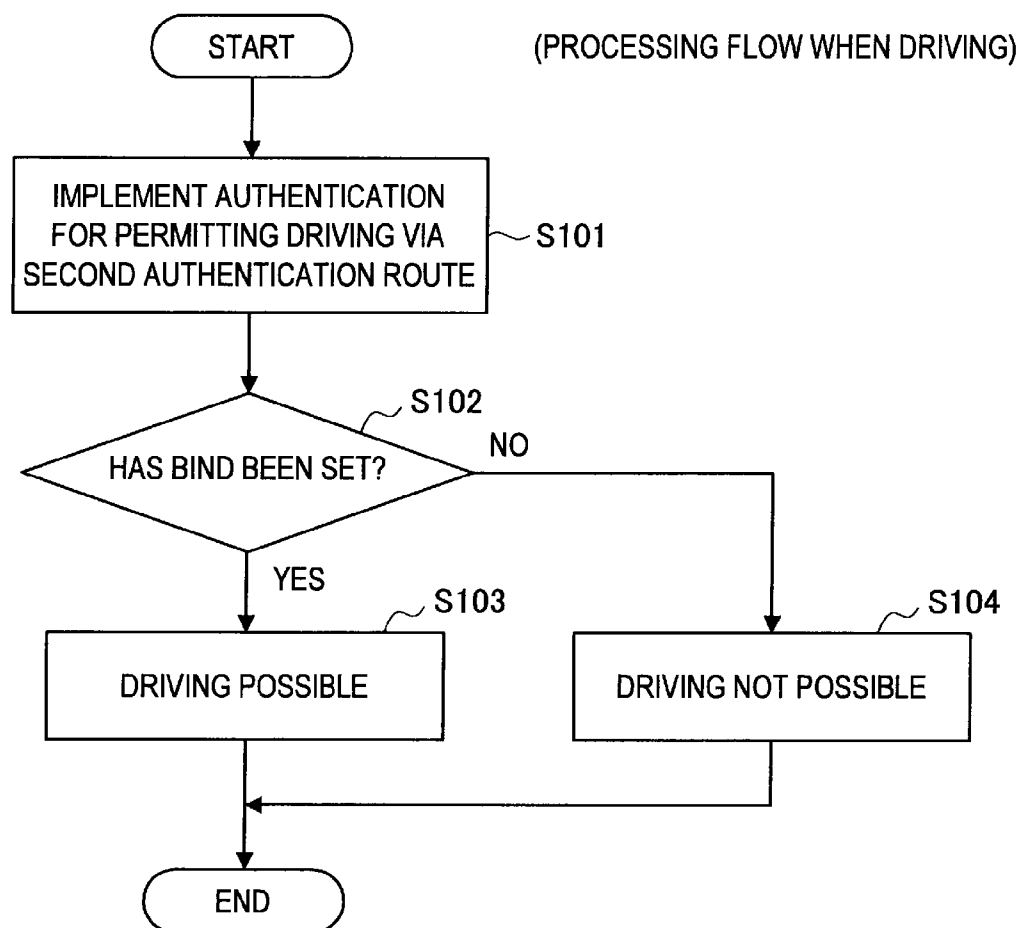 START
(PROCESSING FLOW WHEN DRIVING)
IMPLEMENT AUTHENTICATION
FOR PERMITTING DRIVING VIA
SECOND AUTHENTICATION ROUTE
S101
S102
HAS BIND BEEN SET?
NO
YES
S103
S104
DRIVING POSSIBLE
DRIVING NOT POSSIBLE
END